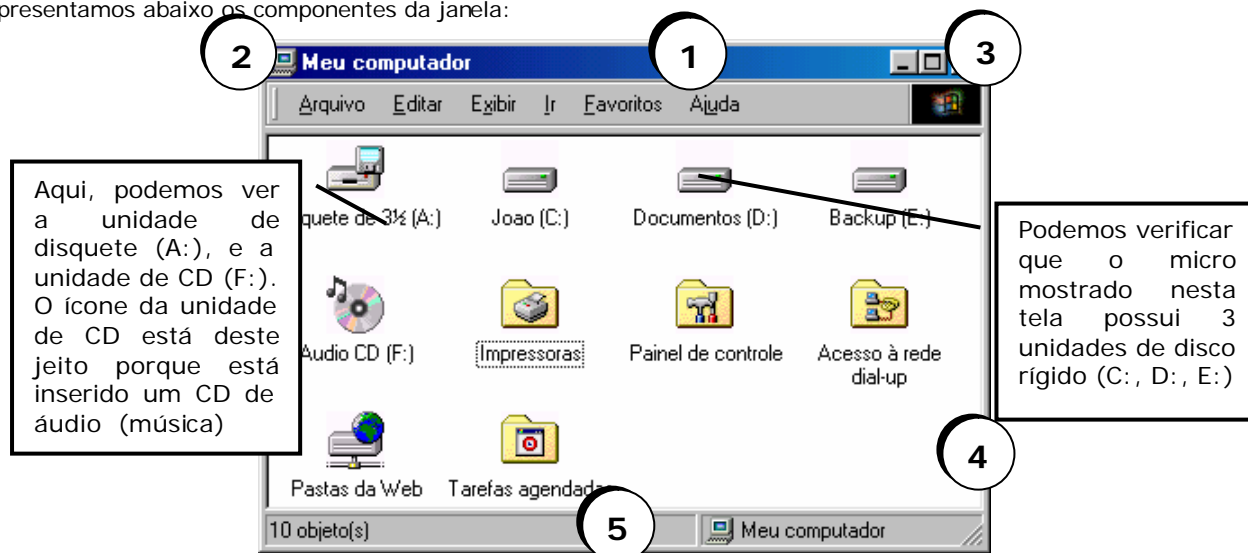 presentamos abaixo os componentes da janela:
2
1
3
Meu computador
Arquivo Editar Exibir Ir Favoritos Ajuda
Aqui, podemos ver
a unidade de
disquete (A:), e a
unidade de CD (F:).
O ícone da unidade
de CD está deste
jeito porque está
inserido um CD de
áudio (música)
quete de 3½ (A:)
Joao (C:)
Documentos (D:)
Backup (E:)
Podemos verificar
que o micro
mostrado nesta
tela possui 3
unidades de disco
rígido (C:, D:, E:)
Audio CD (F:)
Impressoras
Painel de controle
Acesso à rede
dial-up
4
Pastas da Web
Tarefas agendadas
5
10 objeto(s)
Meu computador